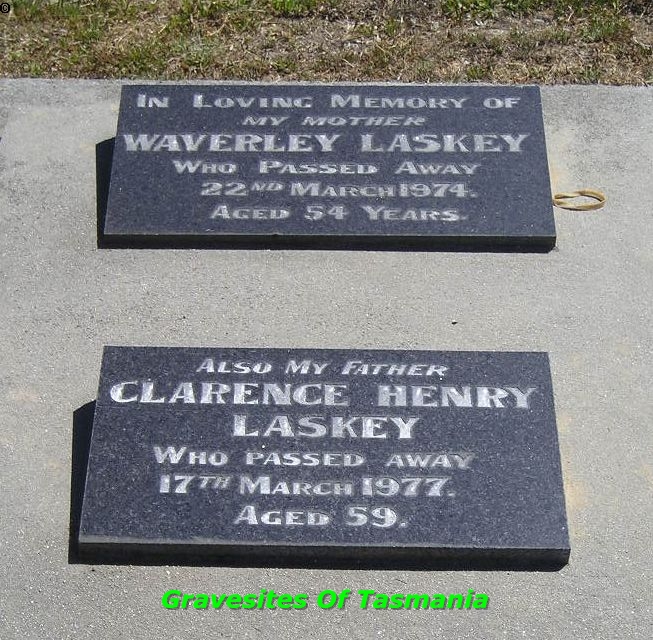 In Loving Memory of
my mother
WAVERLEY LASKEY
Who Passed Away
22ND March 1974.
Aged 54 Years.
Also My Father
CLARENCE HENRY
LASKEY
Who passed away
17TH March 1977.
Aged 59.
Gravesites Of Tasmania
©